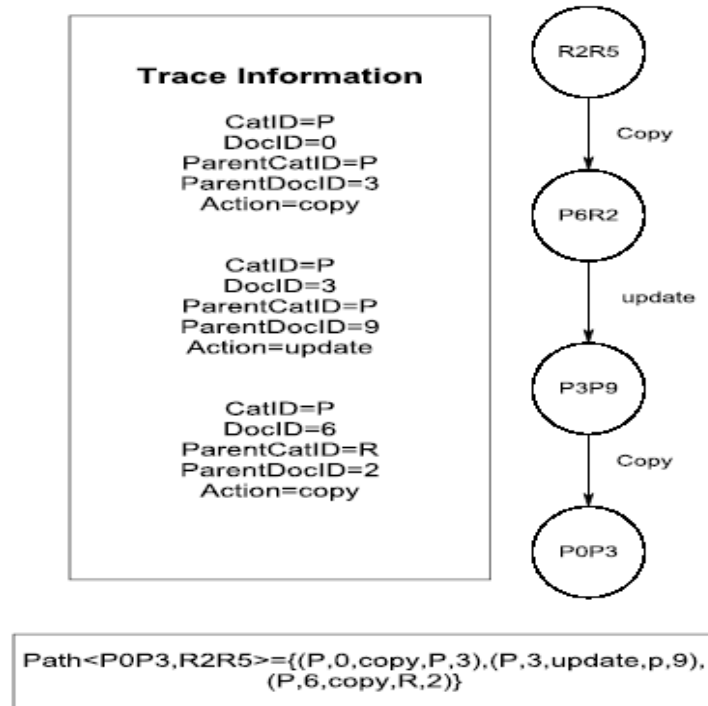 Trace Information
CatID=P
DocID=0
ParentCatID=P
ParentDocID=3
Action=copy
CatID=P
DocID=3
ParentCatID=P
ParentDocID=9
Action=update
CatID=P
DocID=6
ParentCatID=R
ParentDocID=2
Action=copy
R2R5
Copy
P6R2
update
P3P9
Copy
P0P3
Path<P0P3,R2R5>={(P,0,copy,P,3),(P,3,update,p,9),
(P,6,copy,R,2)}